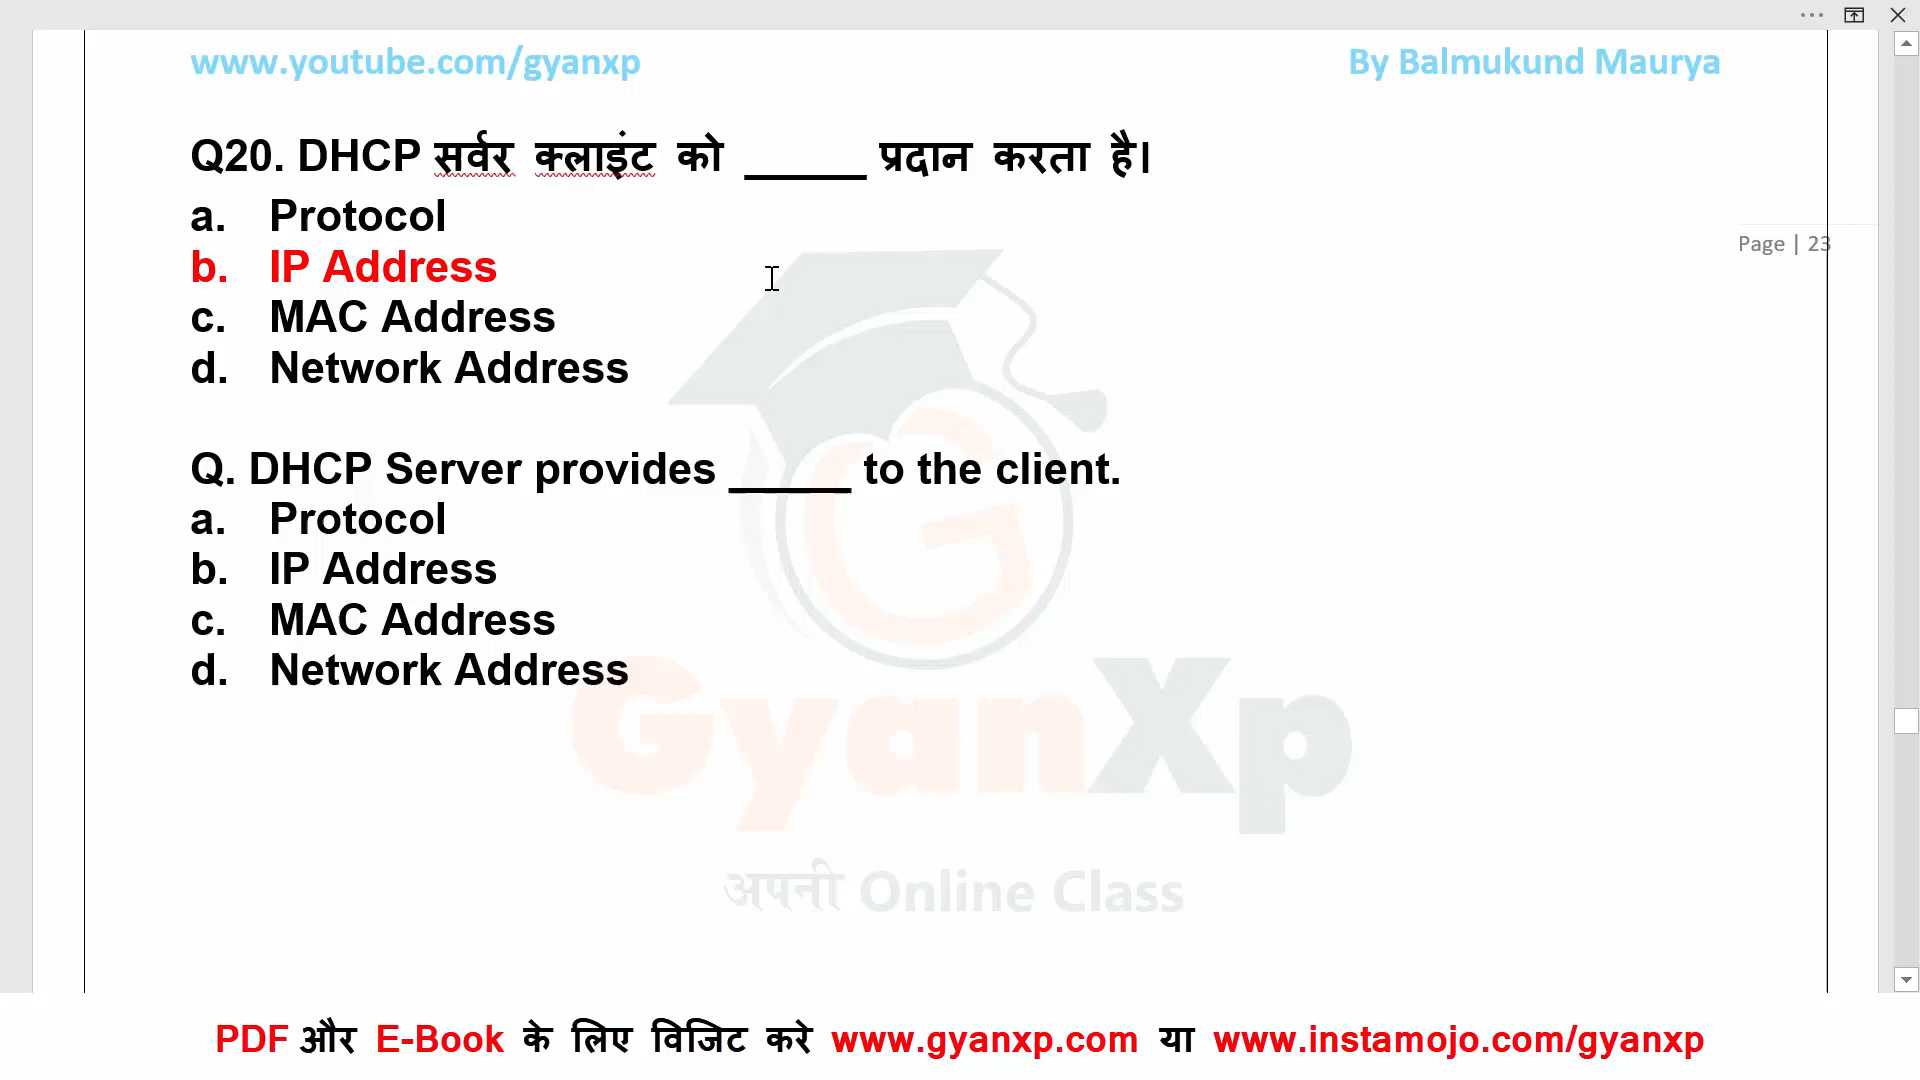 www.youtube.com/gyanxp By Balmukund Maurya
Q20. DHCP सर्वर क्लाइंट को _____ प्रदान करता है।
a. Protocol
Page | 23
b. IP Address
c. MAC Address
d. Network Address
Q. DHCP Server provides _____ to the client.
a. Protocol
b. IP Address
c. MAC Address
d. Network Address
GyanXp
अपनी Online Class
PDF और E-Book के लिए विजिट करे www.gyanxp.com या www.instamojo.com/gyanxp